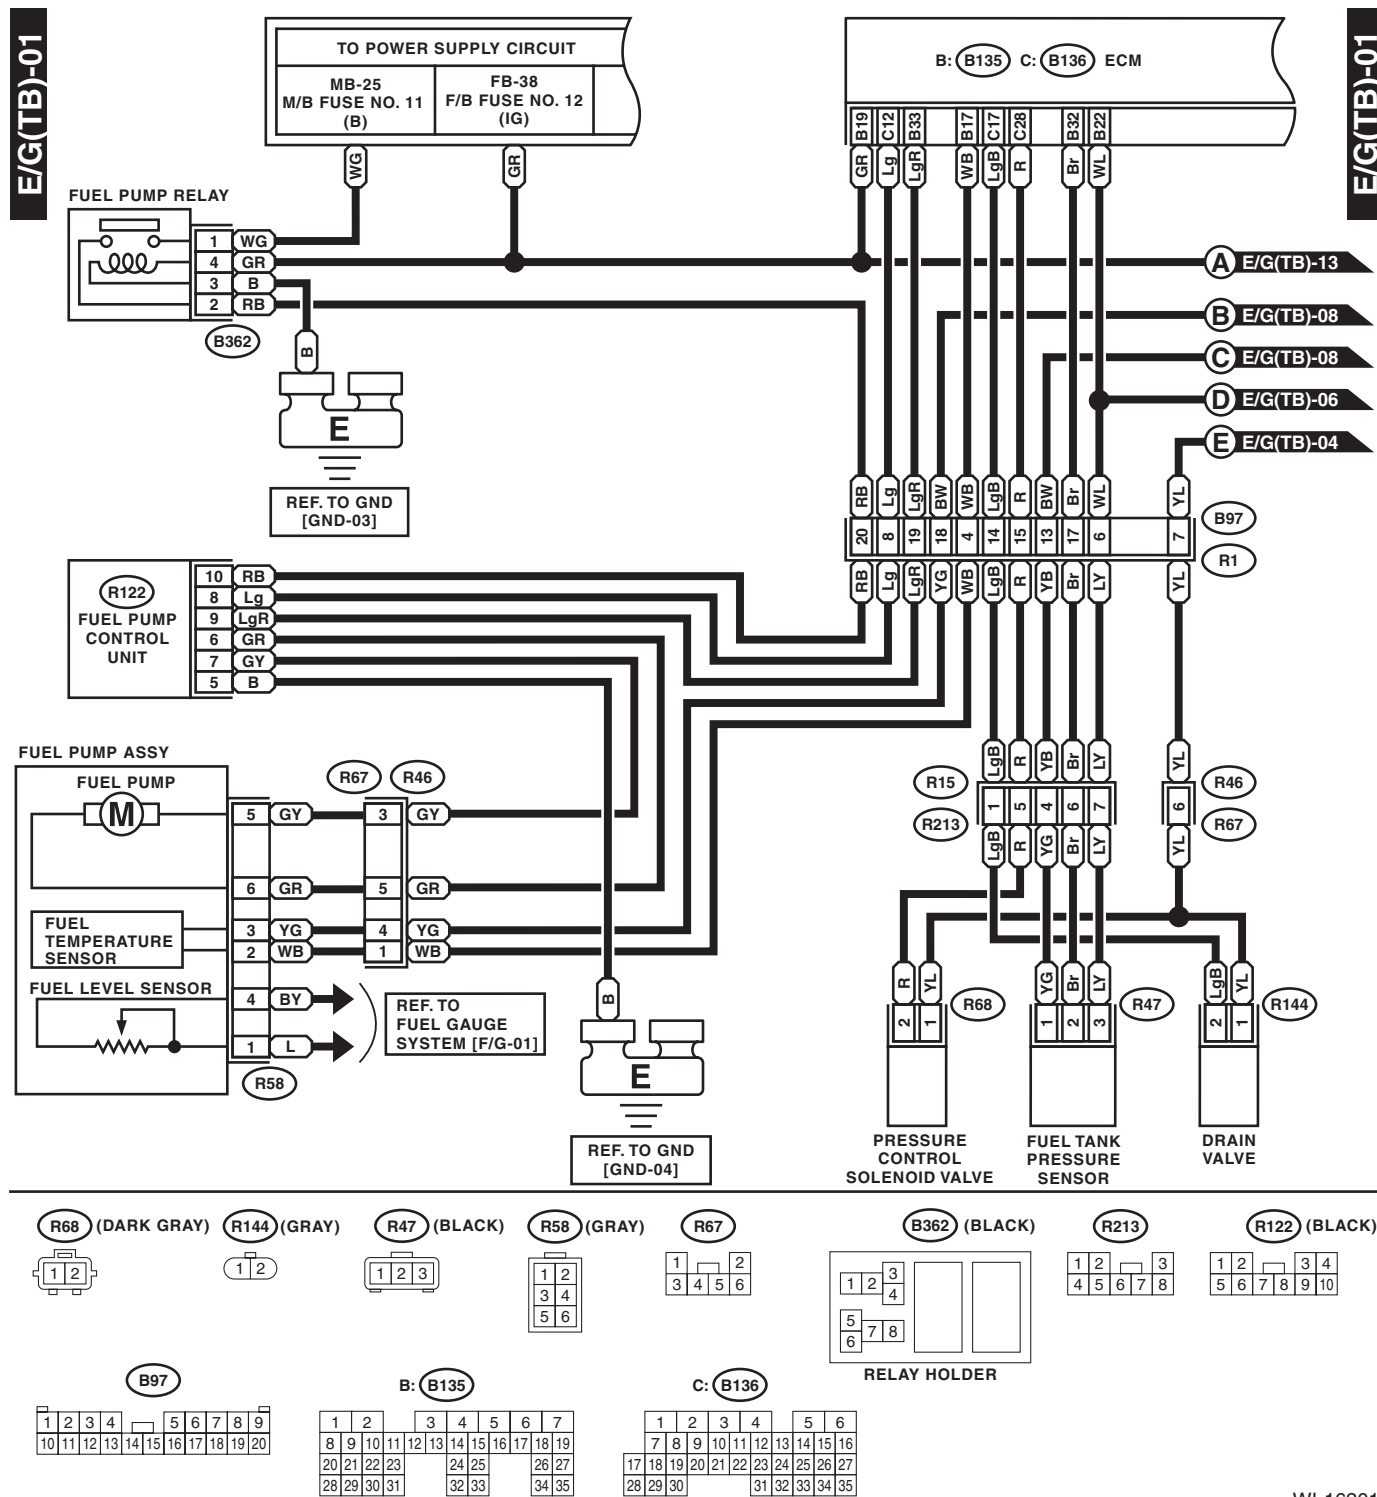 E/G(TB)-01
E/G(TB)-01
TO POWER SUPPLY CIRCUIT
MB-25
M/B FUSE NO. 11
(B)
FB-38
F/B FUSE NO. 12
(IG)
B: B135 C: B136 ECM
B19 C12 B33 B17 C17 C28 B32 B22
WG GR
GR Lg LgR WB LgB R Br WL
FUEL PUMP RELAY
1 WG
4 GR
3 B
2 RB
B362
B
E
REF. TO GND
[GND-03]
A E/G(TB)-13
B E/G(TB)-08
C E/G(TB)-08
D E/G(TB)-06
E E/G(TB)-04
RB Lg LgR BW WB LgB R BW Br WL YL
20 8 19 18 4 14 15 13 17 6 7
B97
R1
RB Lg LgR YG WB LgB R YB Br LY YL
R122
FUEL PUMP
CONTROL
UNIT
10 RB
8 Lg
9 LgR
6 GR
7 GY
5 B
FUEL PUMP ASSY
FUEL PUMP
M
R67 R46
5 GY 3 GY
6 GR 5 GR
FUEL
TEMPERATURE
SENSOR
3 YG 4 YG
2 WB 1 WB
FUEL LEVEL SENSOR
4 BY
1 L
R58
REF. TO
FUEL GAUGE
SYSTEM [F/G-01]
B
E
REF. TO GND
[GND-04]
LgB R YB Br LY YL
R15
R213
1 5 4 6 7 6
R46
R67
LgB R YG Br LY YL
R YL YG Br LY LgB YL
2 1 R68
1 2 3 R47
2 1 R144
PRESSURE
CONTROL
SOLENOID VALVE
FUEL TANK
PRESSURE
SENSOR
DRAIN
VALVE
R68 (DARK GRAY)
1 2
R144 (GRAY)
1 2
R47 (BLACK)
1 2 3
R58 (GRAY)
1 2
3 4
5 6
R67
1 2
3 4 5 6
B362 (BLACK)
1 2 3
4
5
6 7 8
RELAY HOLDER
R213
1 2 3
4 5 6 7 8
R122 (BLACK)
1 2 3 4
5 6 7 8 9 10
B97
1 2 3 4 5 6 7 8 9
10 11 12 13 14 15 16 17 18 19 20
B: B135
1 2 3 4 5 6 7
8 9 10 11 12 13 14 15 16 17 18 19
20 21 22 23 24 25 26 27
28 29 30 31 32 33 34 35
C: B136
1 2 3 4 5 6
7 8 9 10 11 12 13 14 15 16
17 18 19 20 21 22 23 24 25 26 27
28 29 30 31 32 33 34 35